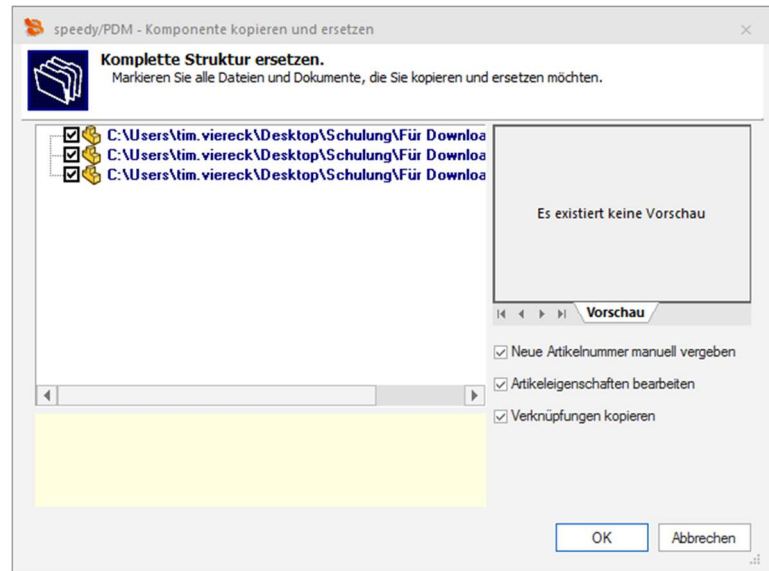 speedy/PDM - Komponente kopieren und ersetzen
Komplette Struktur ersetzen.
Markieren Sie alle Dateien und Dokumente, die Sie kopieren und ersetzen möchten.
C:\Users\tim.viereck\Desktop\Schulung\Für Downloa
C:\Users\tim.viereck\Desktop\Schulung\Für Downloa
C:\Users\tim.viereck\Desktop\Schulung\Für Downloa
Es existiert keine Vorschau
Vorschau
Neue Artikelnummer manuell vergeben
Artikeleigenschaften bearbeiten
Verknüpfungen kopieren
OK
Abbrechen